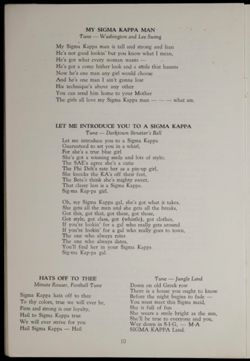 MY SIGMA KAPPA MAN
Tune — Washington and Lee Swing
My Sigma Kappa man is tall and strong and lean
He's not good lookin' but you know what I mean,
He's got what every woman wants —
He's got a come hither look and a smile that haunts
Now he's one man any girl would choose
And he's one man I ain't gonna lose
His technique's above any other
You can send him home to your Mother
The girls all love my Sigma Kappa man — — — what am.
LET ME INTRODUCE YOU TO A SIGMA KAPPA
Tune — Darktown Strutter's Ball
Let me introduce you to a Sigma Kappa
Guaranteed to set you in a whirl,
For she's a true blue girl
She's got a winning smile and lots of style,
The SAE's agree she's a cutie
The Phi Delt's rate her as a pin-up girl,
She knocks the KA's off their feet,
The Beta's think she's mighty sweet,
That classy lass is a Sigma Kappa.
Sig-ma Kap-pa girl.
Oh, my Sigma Kappa gal, she's got what it takes,
She gets all the men and she gets all the breaks,
Got this, got that, got these, got those,
Got style, got class, got (whistle), got clothes,
If you're lookin' for a gal who really gets around
If you're lookin' for a gal who really goes to town,
The one who always rates
The one who always dates,
You'll find her in your Sigma Kappa
Sig-ma Kap-pa gal.
HATS OFF TO THEE
Minute Rouser, Football Tune
Sigma Kappa hats off to thee
To thy colors, true we will ever be,
Firm and strong is our loyalty,
Hail to Sigma Kappa true
We will ever strive for you
Hail Sigma Kappa — Hail
Tune — Jungle Land
Down on old Greek row
There is a house you ought to know
Before the night begins to fade —
You must meet this Sigma maid,
She is full of fun
She wears a smile bright as the sun,
She'll be true to everyone and you,
Way down in S-I-G, — M-A
SIGMA KAPPA Land.
10